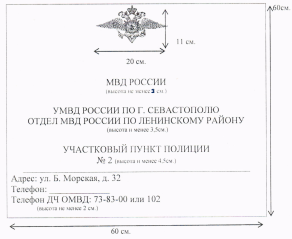 60см.
11 см.
20 см.
МВД РОССИИ
(высота не менее 3 см.)
УМВД РОССИИ ПО Г. СЕВАСТОПОЛЮ
ОТДЕЛ МВД РОССИИ ПО ЛЕНИНСКОМУ РАЙОНУ
(высота не менее 3,5см.)
УЧАСТКОВЫЙ ПУНКТ ПОЛИЦИИ
№ 2 (высота не менее 4,5см.)
Адрес: ул. Б. Морская, д. 32
Телефон:
Телефон ДЧ ОМВД: 73-83-00 или 102
(высота не менее 2 см.)
60 см.